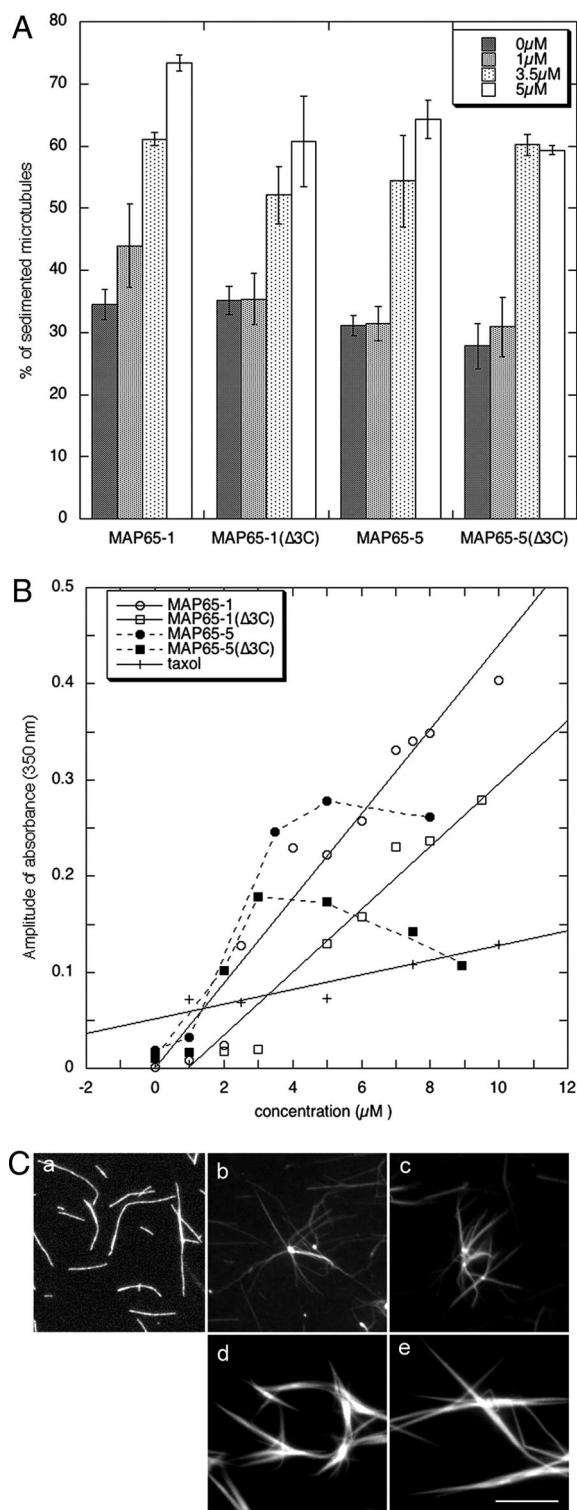 A
80
70
60
50
40
30
20
10
0
% of sedimented microtubules
0µM
1µM
3.5µM
5µM
MAP65-1 MAP65-1(Δ3C) MAP65-5 MAP65-5(Δ3C)
B
0.5
0.4
0.3
0.2
0.1
0
Amplitude of absorbance (350 nm)
MAP65-1
MAP65-1(Δ3C)
MAP65-5
MAP65-5(Δ3C)
taxol
-2 0 2 4 6 8 10 12
concentration (µM )
C
a b c
d e